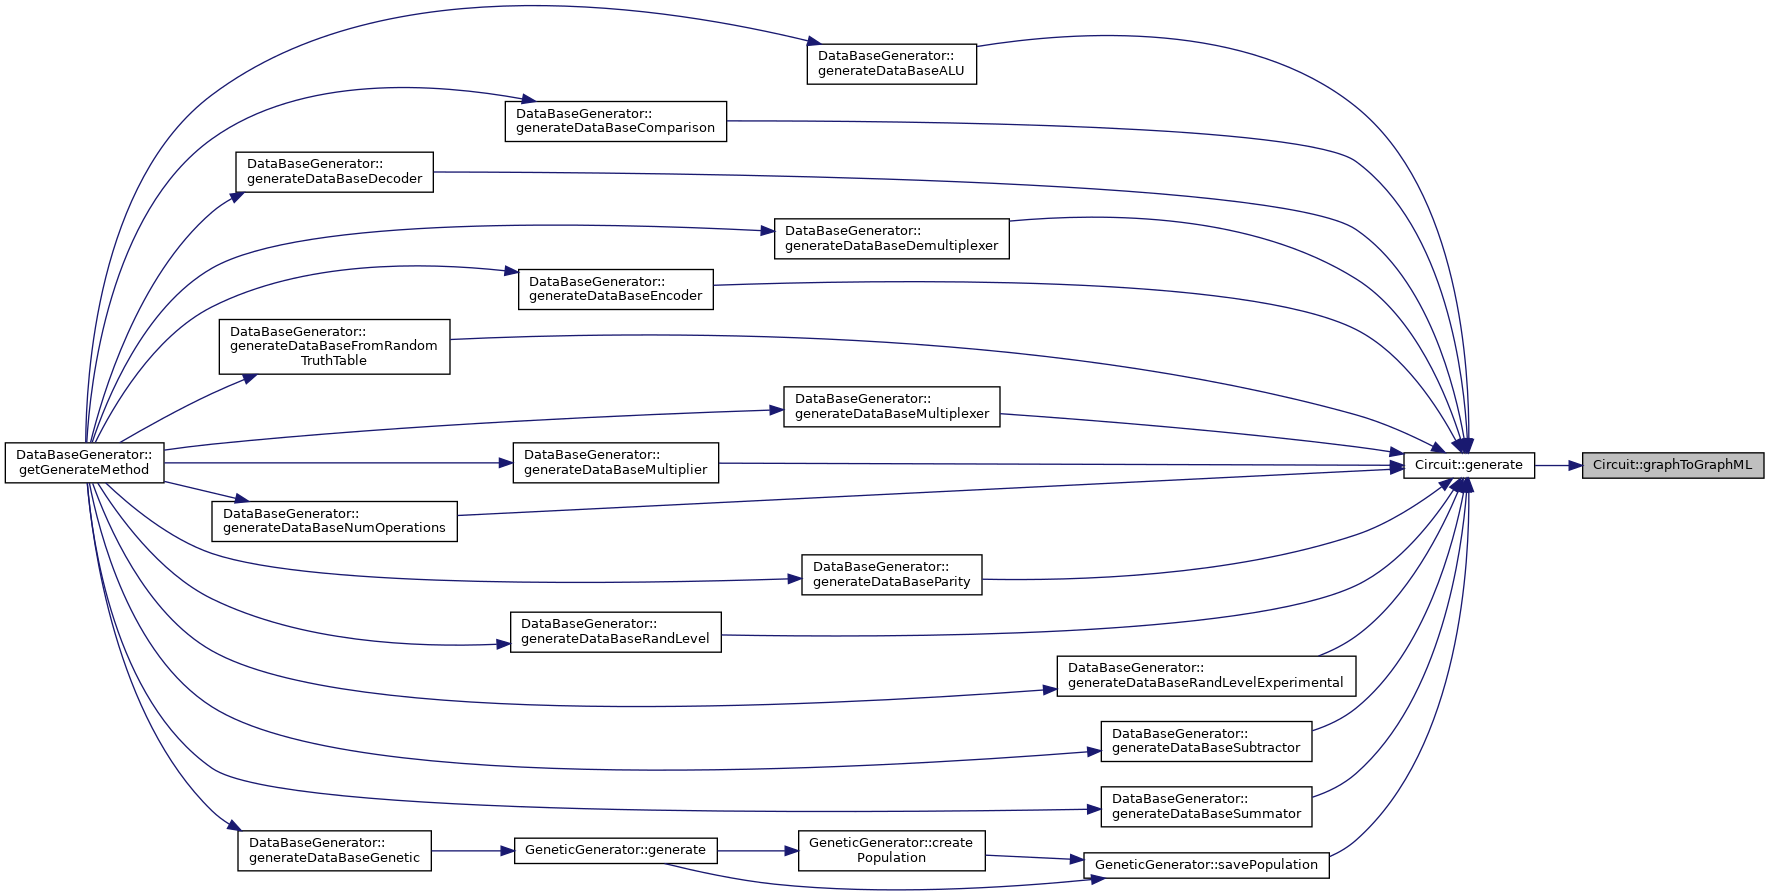 DataBaseGenerator::
generateDataBaseALU
DataBaseGenerator::
generateDataBaseComparison
DataBaseGenerator::
generateDataBaseDecoder
DataBaseGenerator::
generateDataBaseDemultiplexer
DataBaseGenerator::
generateDataBaseEncoder
DataBaseGenerator::
generateDataBaseFromRandom
TruthTable
DataBaseGenerator::
generateDataBaseMultiplexer
DataBaseGenerator::
getGenerateMethod
DataBaseGenerator::
generateDataBaseMultiplier
Circuit::generate
Circuit::graphToGraphML
DataBaseGenerator::
generateDataBaseNumOperations
DataBaseGenerator::
generateDataBaseParity
DataBaseGenerator::
generateDataBaseRandLevel
DataBaseGenerator::
generateDataBaseRandLevelExperimental
DataBaseGenerator::
generateDataBaseSubtractor
DataBaseGenerator::
generateDataBaseSummator
DataBaseGenerator::
generateDataBaseGenetic
GeneticGenerator::generate
GeneticGenerator::create
Population
GeneticGenerator::savePopulation